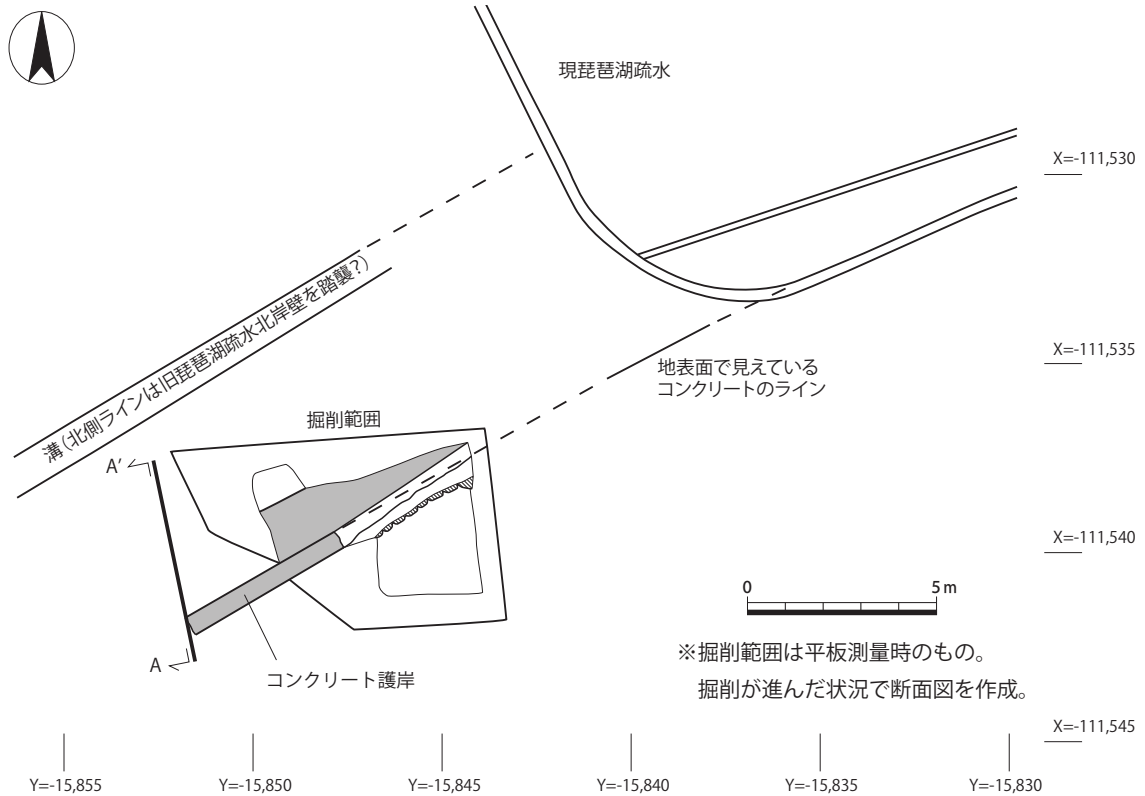 現琵琶湖疏水
X=-111,530
溝(北側ラインは旧琵琶湖疏水北岸壁を踏襲?)
X=-111,535
地表面で見えている
コンクリートのライン
掘削範囲
A’
X=-111,540
0
5 m
※掘削範囲は平板測量時のもの。
掘削が進んだ状況で断面図を作成。
A
コンクリート護岸
X=-111,545
Y=-15,855
Y=-15,850
Y=-15,845
Y=-15,840
Y=-15,835
Y=-15,830